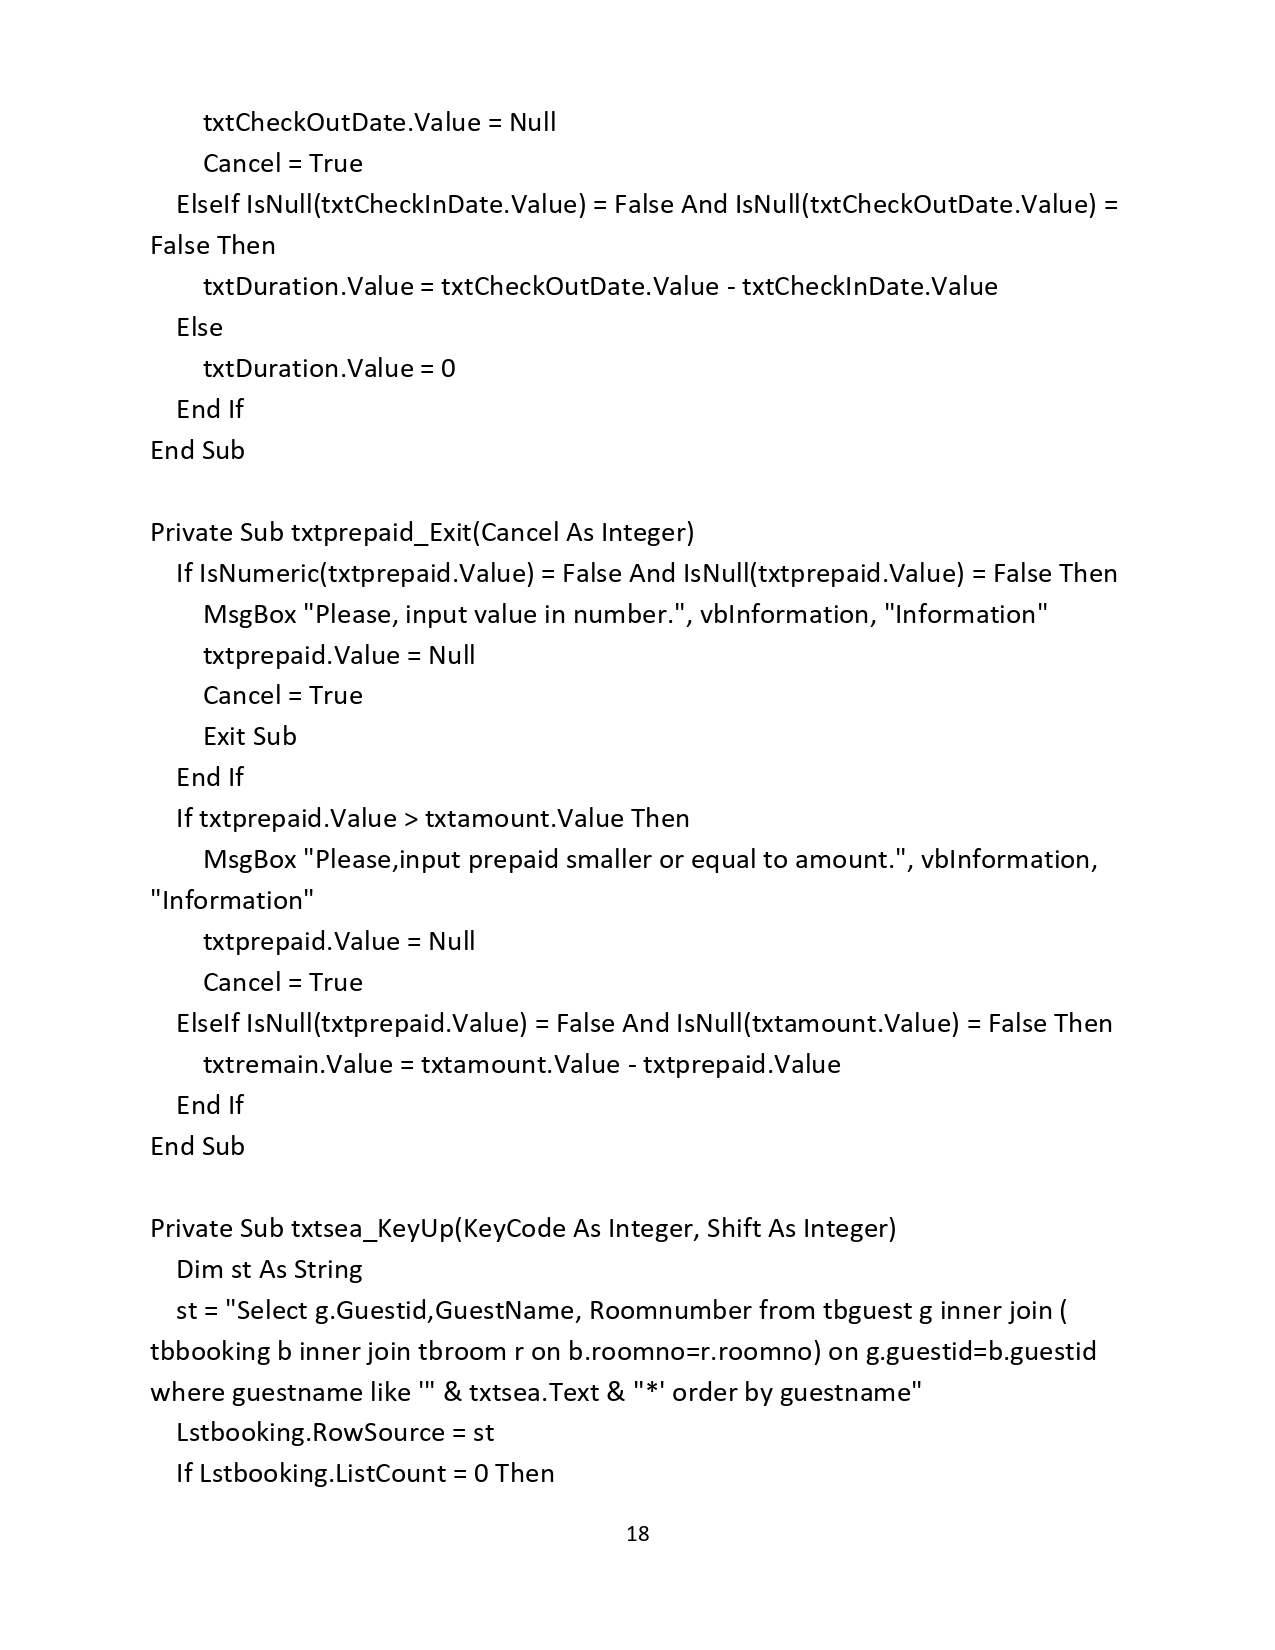 txtCheckOutDate.Value = Null
Cancel = True
ElseIf IsNull(txtCheckInDate.Value) = False And IsNull(txtCheckOutDate.Value) =
False Then
txtDuration.Value = txtCheckOutDate.Value - txtCheckInDate.Value
Else
txtDuration.Value = 0
End If
End Sub
Private Sub txtprepaid_Exit(Cancel As Integer)
If IsNumeric(txtprepaid.Value) = False And IsNull(txtprepaid.Value) = False Then
MsgBox "Please, input value in number.", vbInformation, "Information"
txtprepaid.Value = Null
Cancel = True
Exit Sub
End If
If txtprepaid.Value > txtamount.Value Then
MsgBox "Please,input prepaid smaller or equal to amount.", vbInformation,
"Information"
txtprepaid.Value = Null
Cancel = True
ElseIf IsNull(txtprepaid.Value) = False And IsNull(txtamount.Value) = False Then
txtremain.Value = txtamount.Value - txtprepaid.Value
End If
End Sub
Private Sub txtsea_KeyUp(KeyCode As Integer, Shift As Integer)
Dim st As String
st = "Select g.Guestid,GuestName, Roomnumber from tbguest g inner join (
tbbooking b inner join tbroom r on b.roomno=r.roomno) on g.guestid=b.guestid
where guestname like '" & txtsea.Text & "*' order by guestname"
Lstbooking.RowSource = st
If Lstbooking.ListCount = 0 Then
18